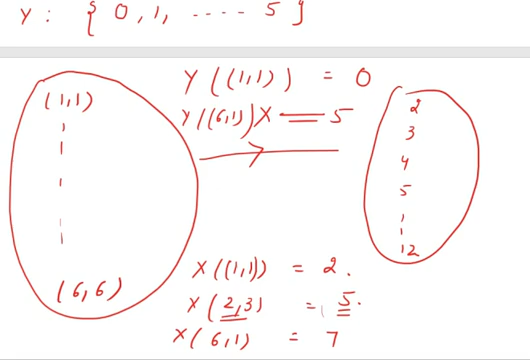 Y : { 0, 1, ---- 5 }
Y((1,1)) = 0
(1,1)
Y((6,1)) X = 5
2
3
4
5
12
(6,6)
X((1,1)) = 2.
X(2,3) = 5.
X(6,1) = 7